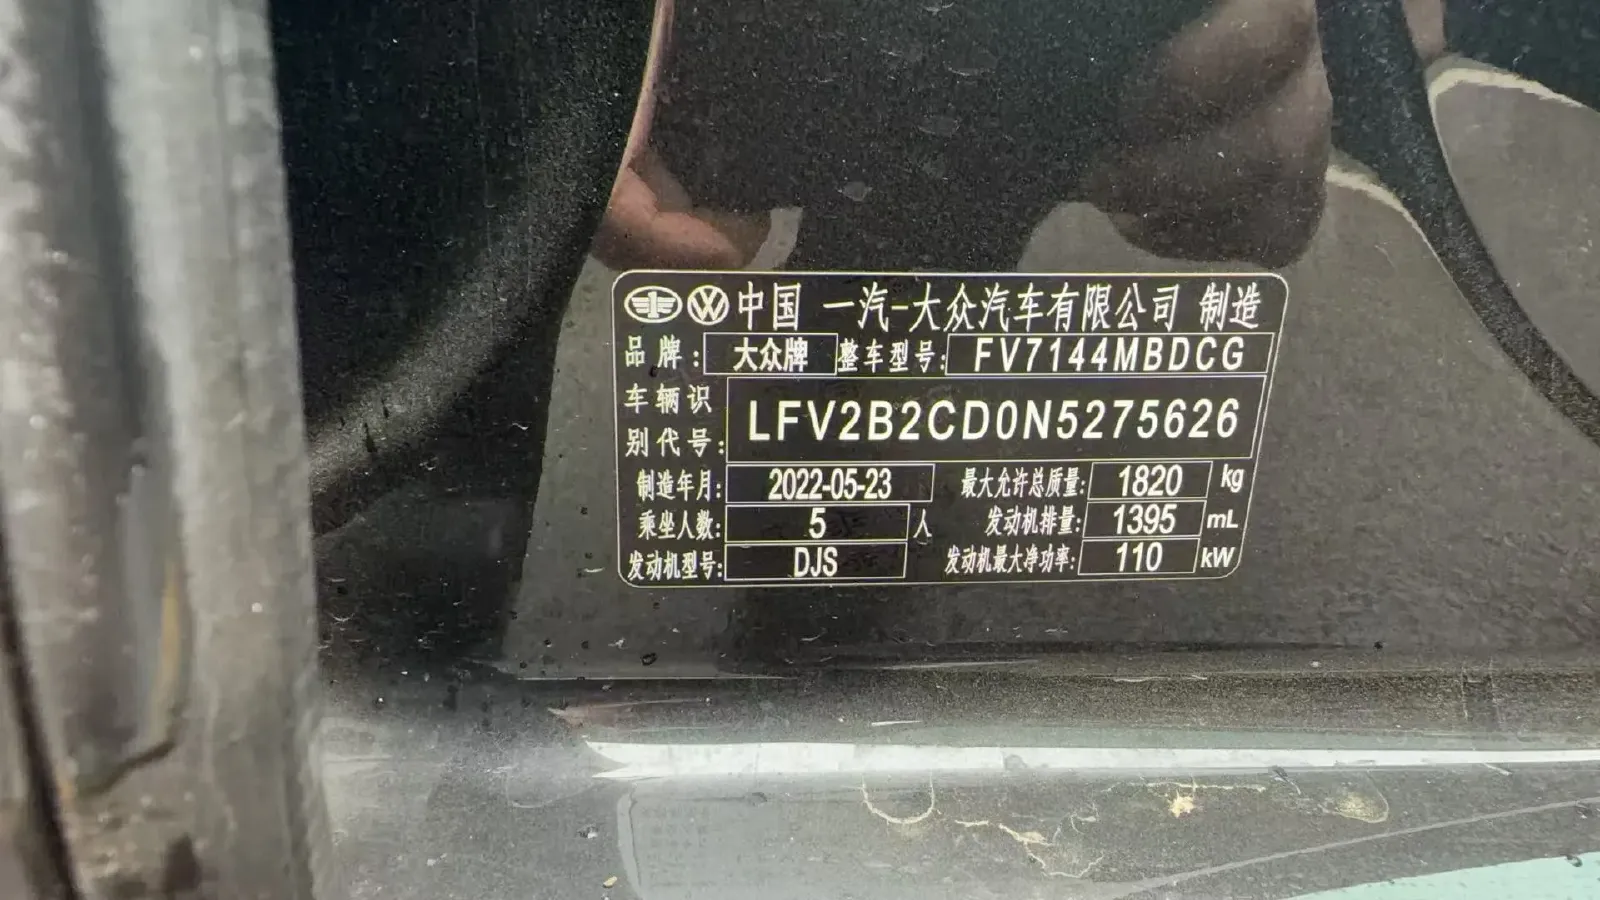 中国 一汽-大众汽车有限公司 制造
品牌: 大众牌 整车型号: FV7144MBDCG
车辆识别代号: LFV2B2CD0N5275626
制造年月: 2022-05-23 最大允许总质量: 1820 kg
乘坐人数: 5 人 发动机排量: 1395 mL
发动机型号: DJS 发动机最大净功率: 110 kW